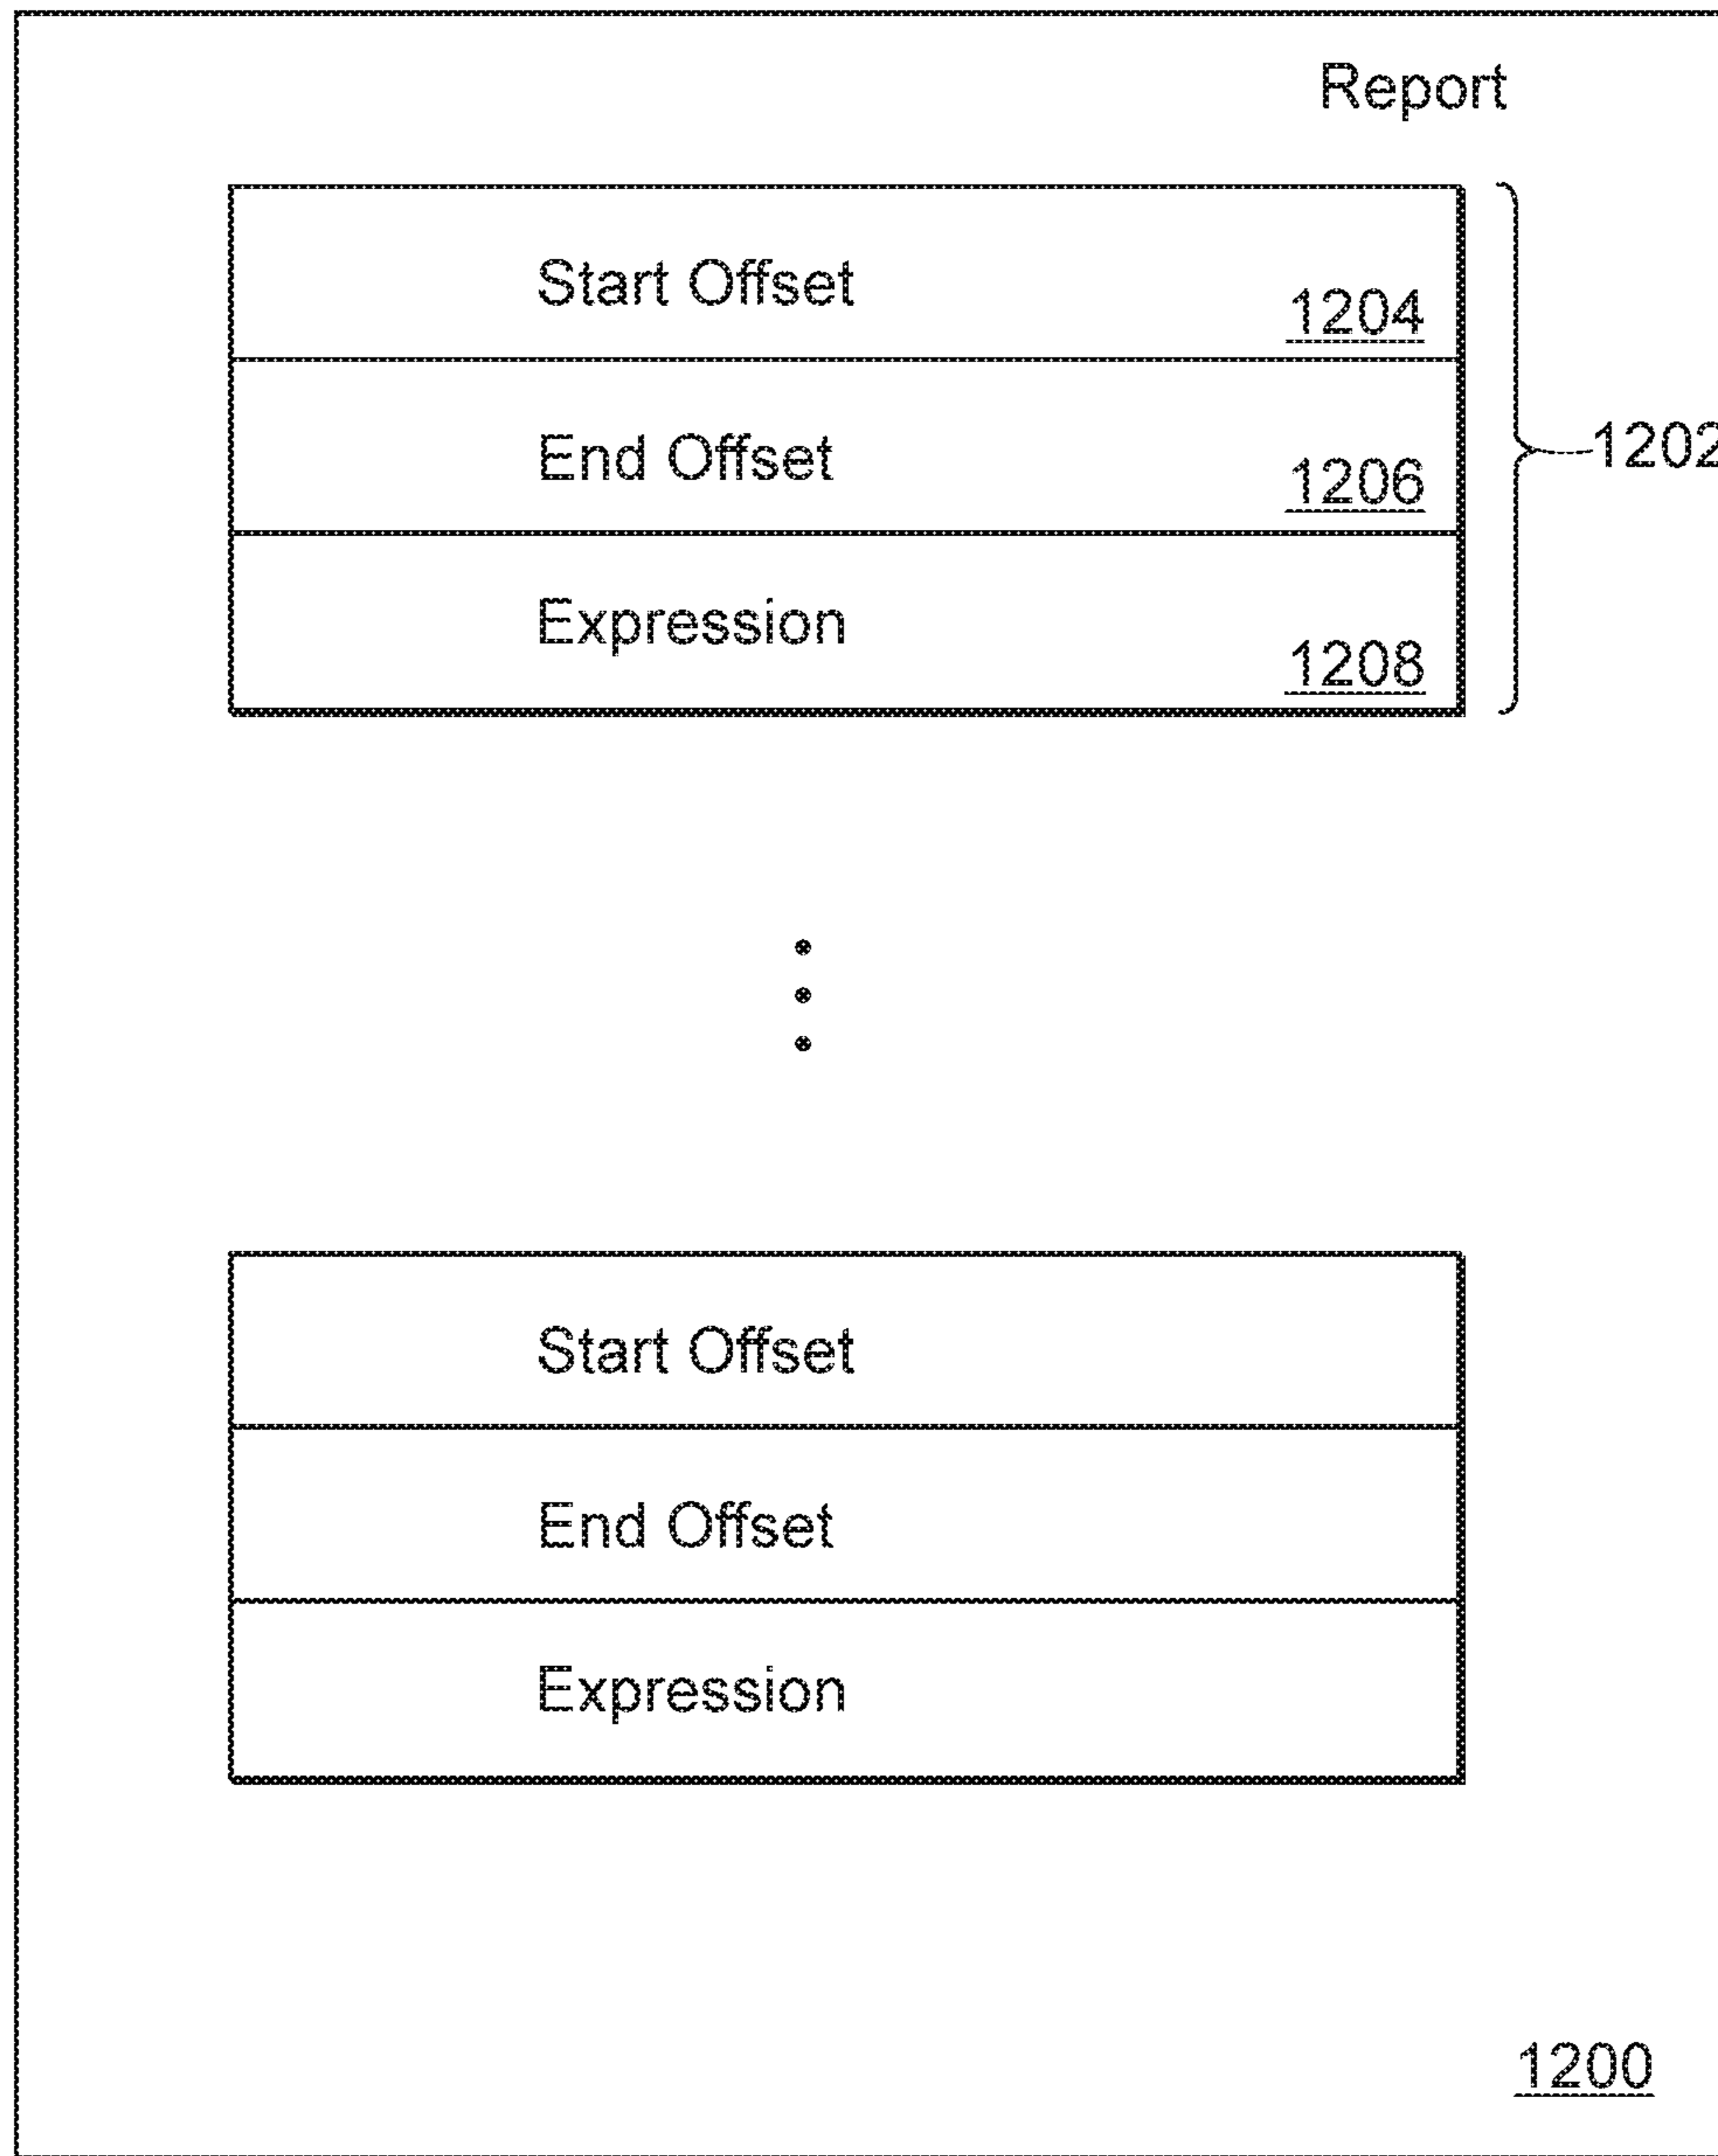 Report
Start Offset 1204
End Offset 1206
1202
Expression 1208
Start Offset
End Offset
Expression
1200